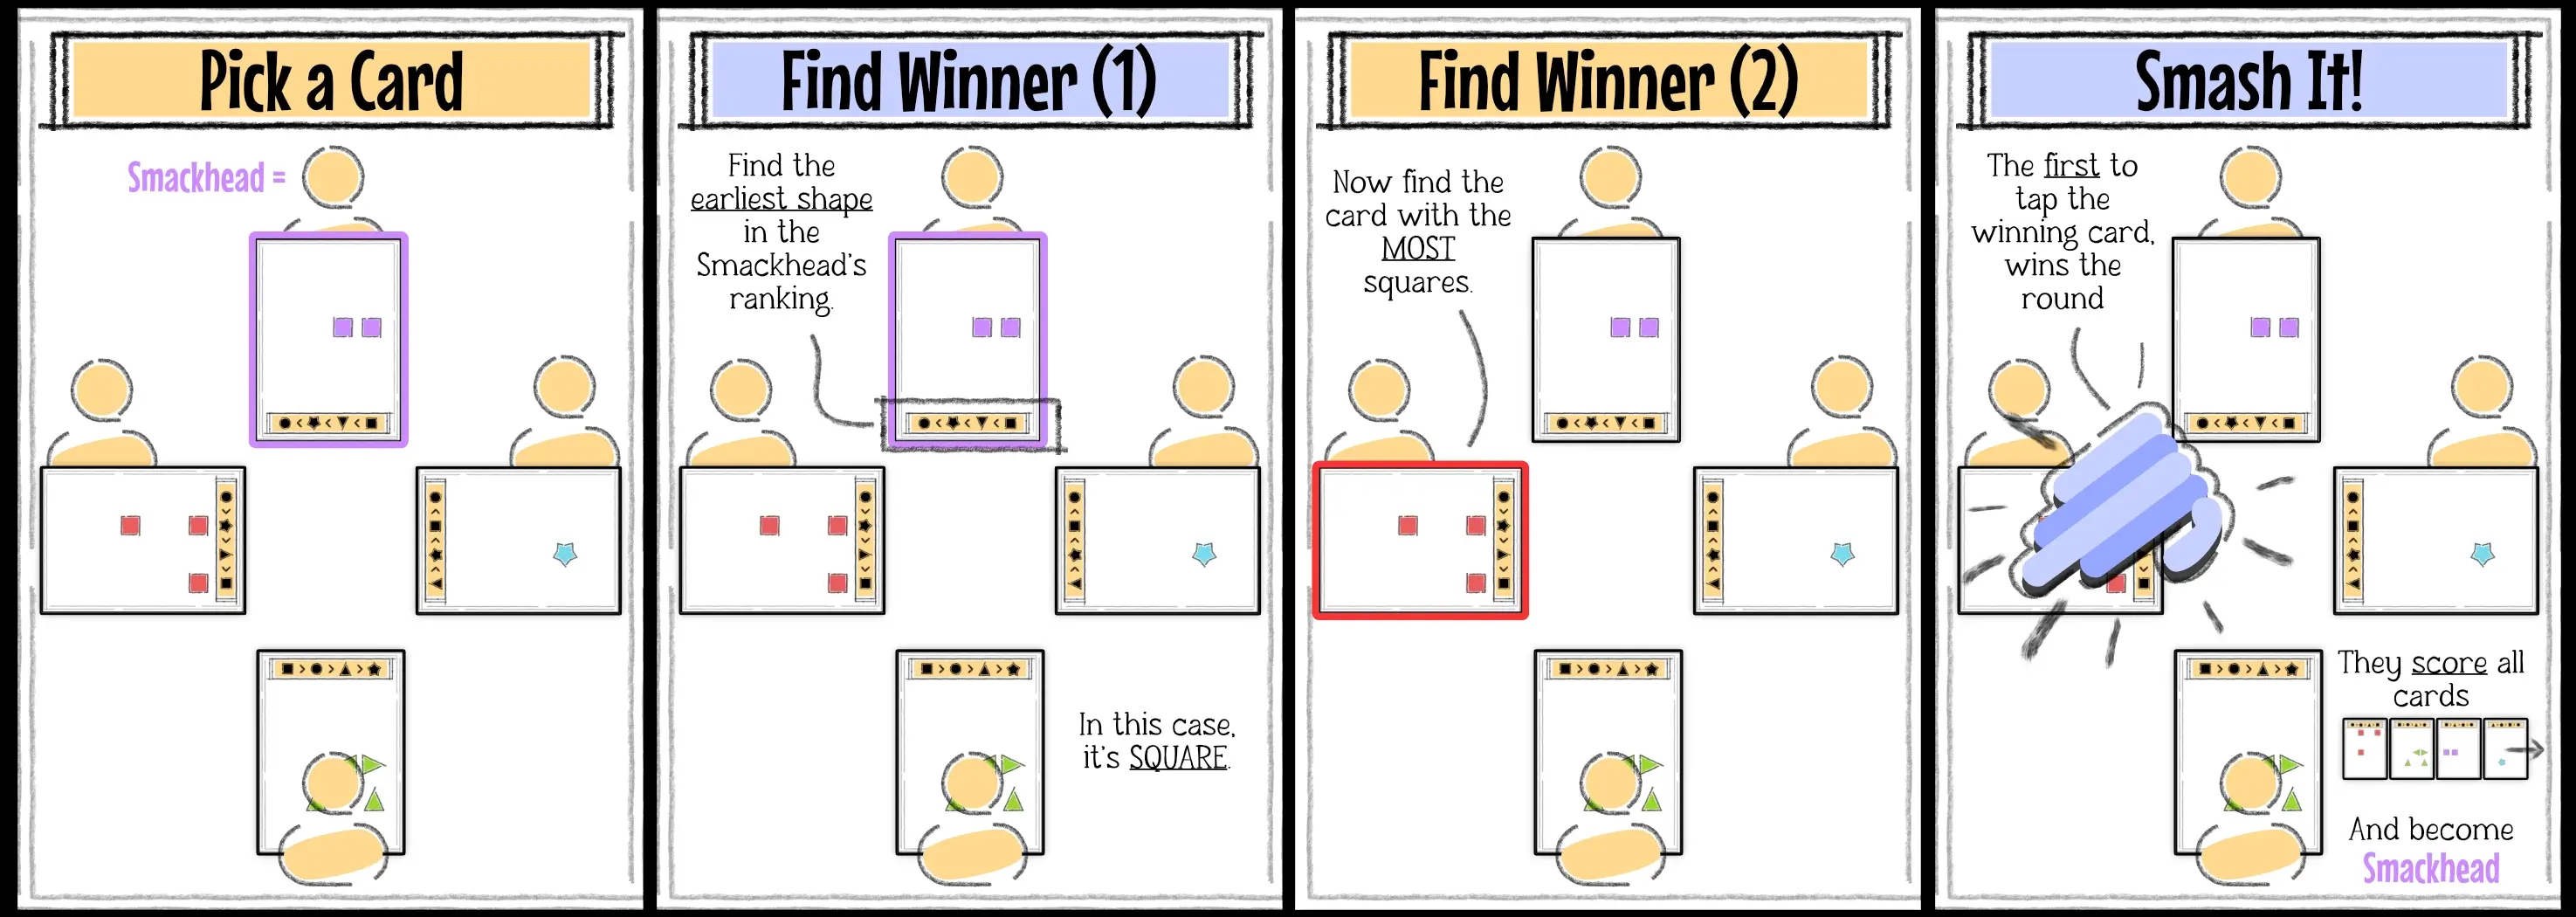 Pick a Card
Smackhead =
Find Winner (1)
Find the
earliest shape
in the
Smackhead's
ranking.
In this case,
it's SQUARE.
Find Winner (2)
Now find the
card with the
MOST
squares.
Smash It!
The first to
tap the
winning card,
wins the
round
They score all
cards
And become
Smackhead